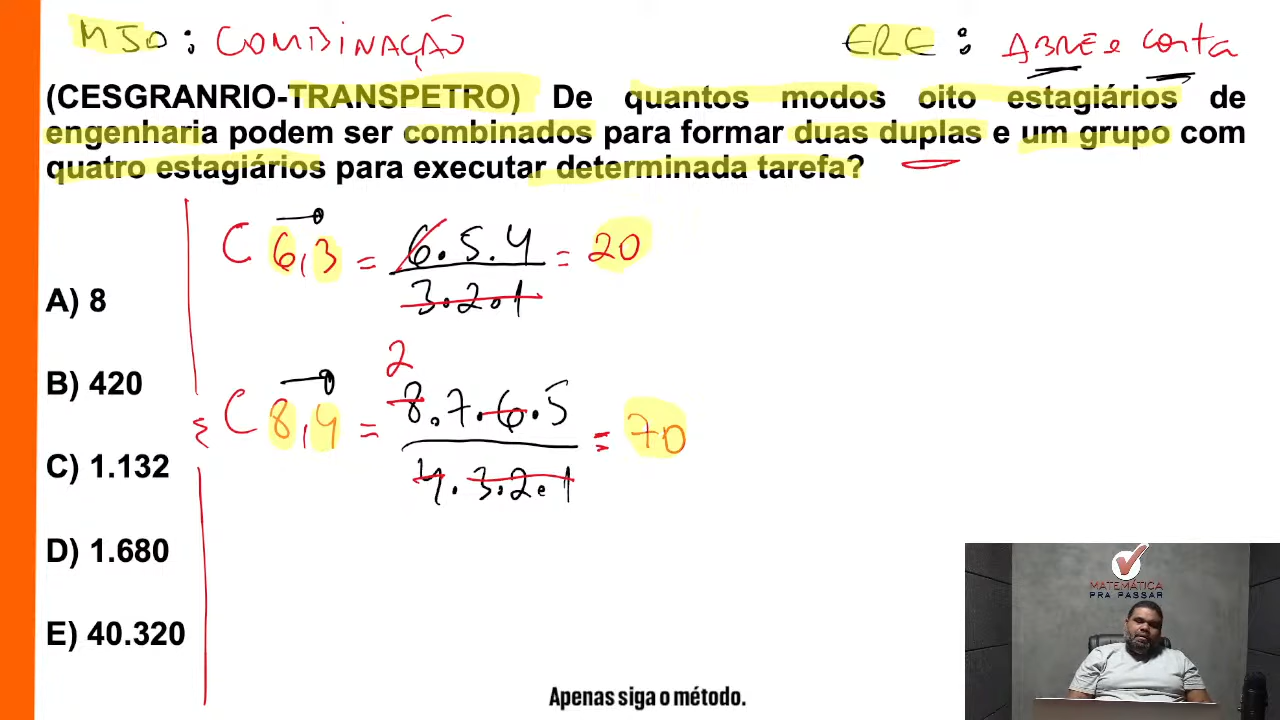 MJO: COMBINAÇÃO
ERE: ABRE e corta
(CESGRANRIO-TRANSPETRO) De quantos modos oito estagiários de
engenharia podem ser combinados para formar duas duplas e um grupo com
quatro estagiários para executar determinada tarefa?
C 6,3 = 6.5.4 / 3.2.1 = 20
A) 8
2
B) 420
C 8,4 = 8.7.6.5 / 4.3.2.1 = 70
C) 1.132
D) 1.680
E) 40.320
MATEMÁTICA
PRA PASSAR
Apenas siga o método.